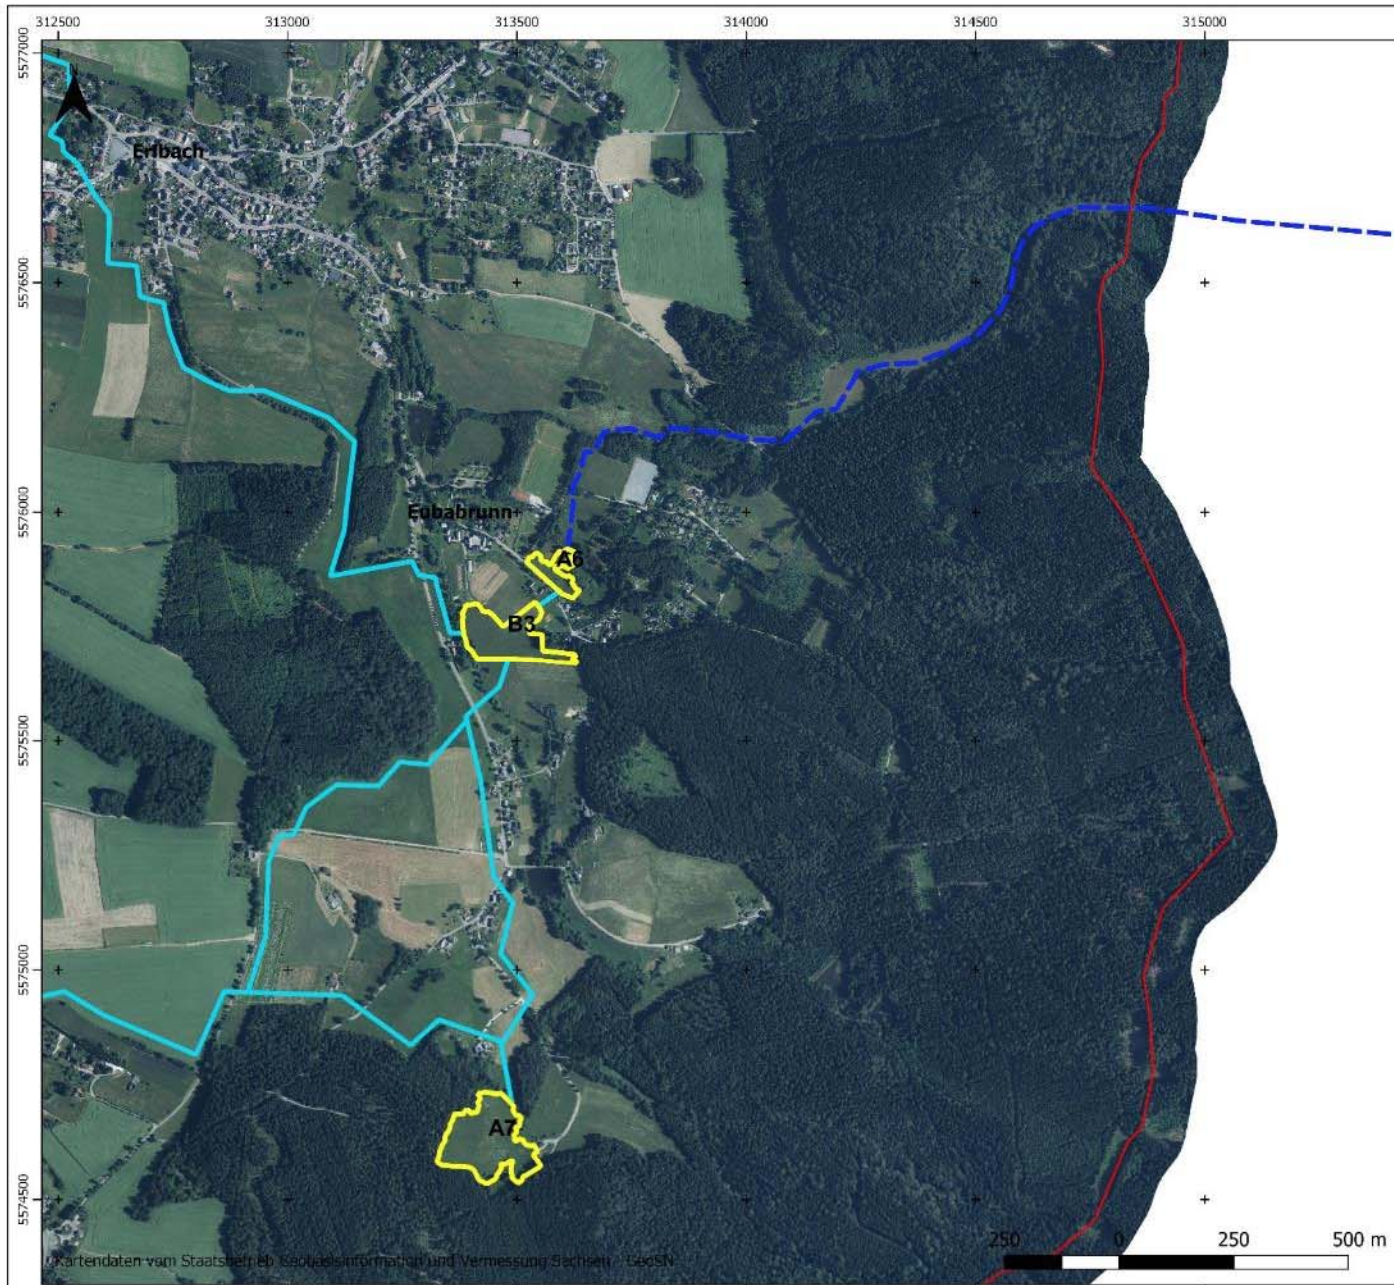 312500 313000 313500 314000 314500 315000
5577000
N
Erlbach
5576500
5576000
Eubabrunn
A6
B3
5575500
5575000
A7
5574500
250 0 250 500 m
Kartendaten vom Staatsbetrieb Geobasisinformation und Vermessung Sachsen GeoSN